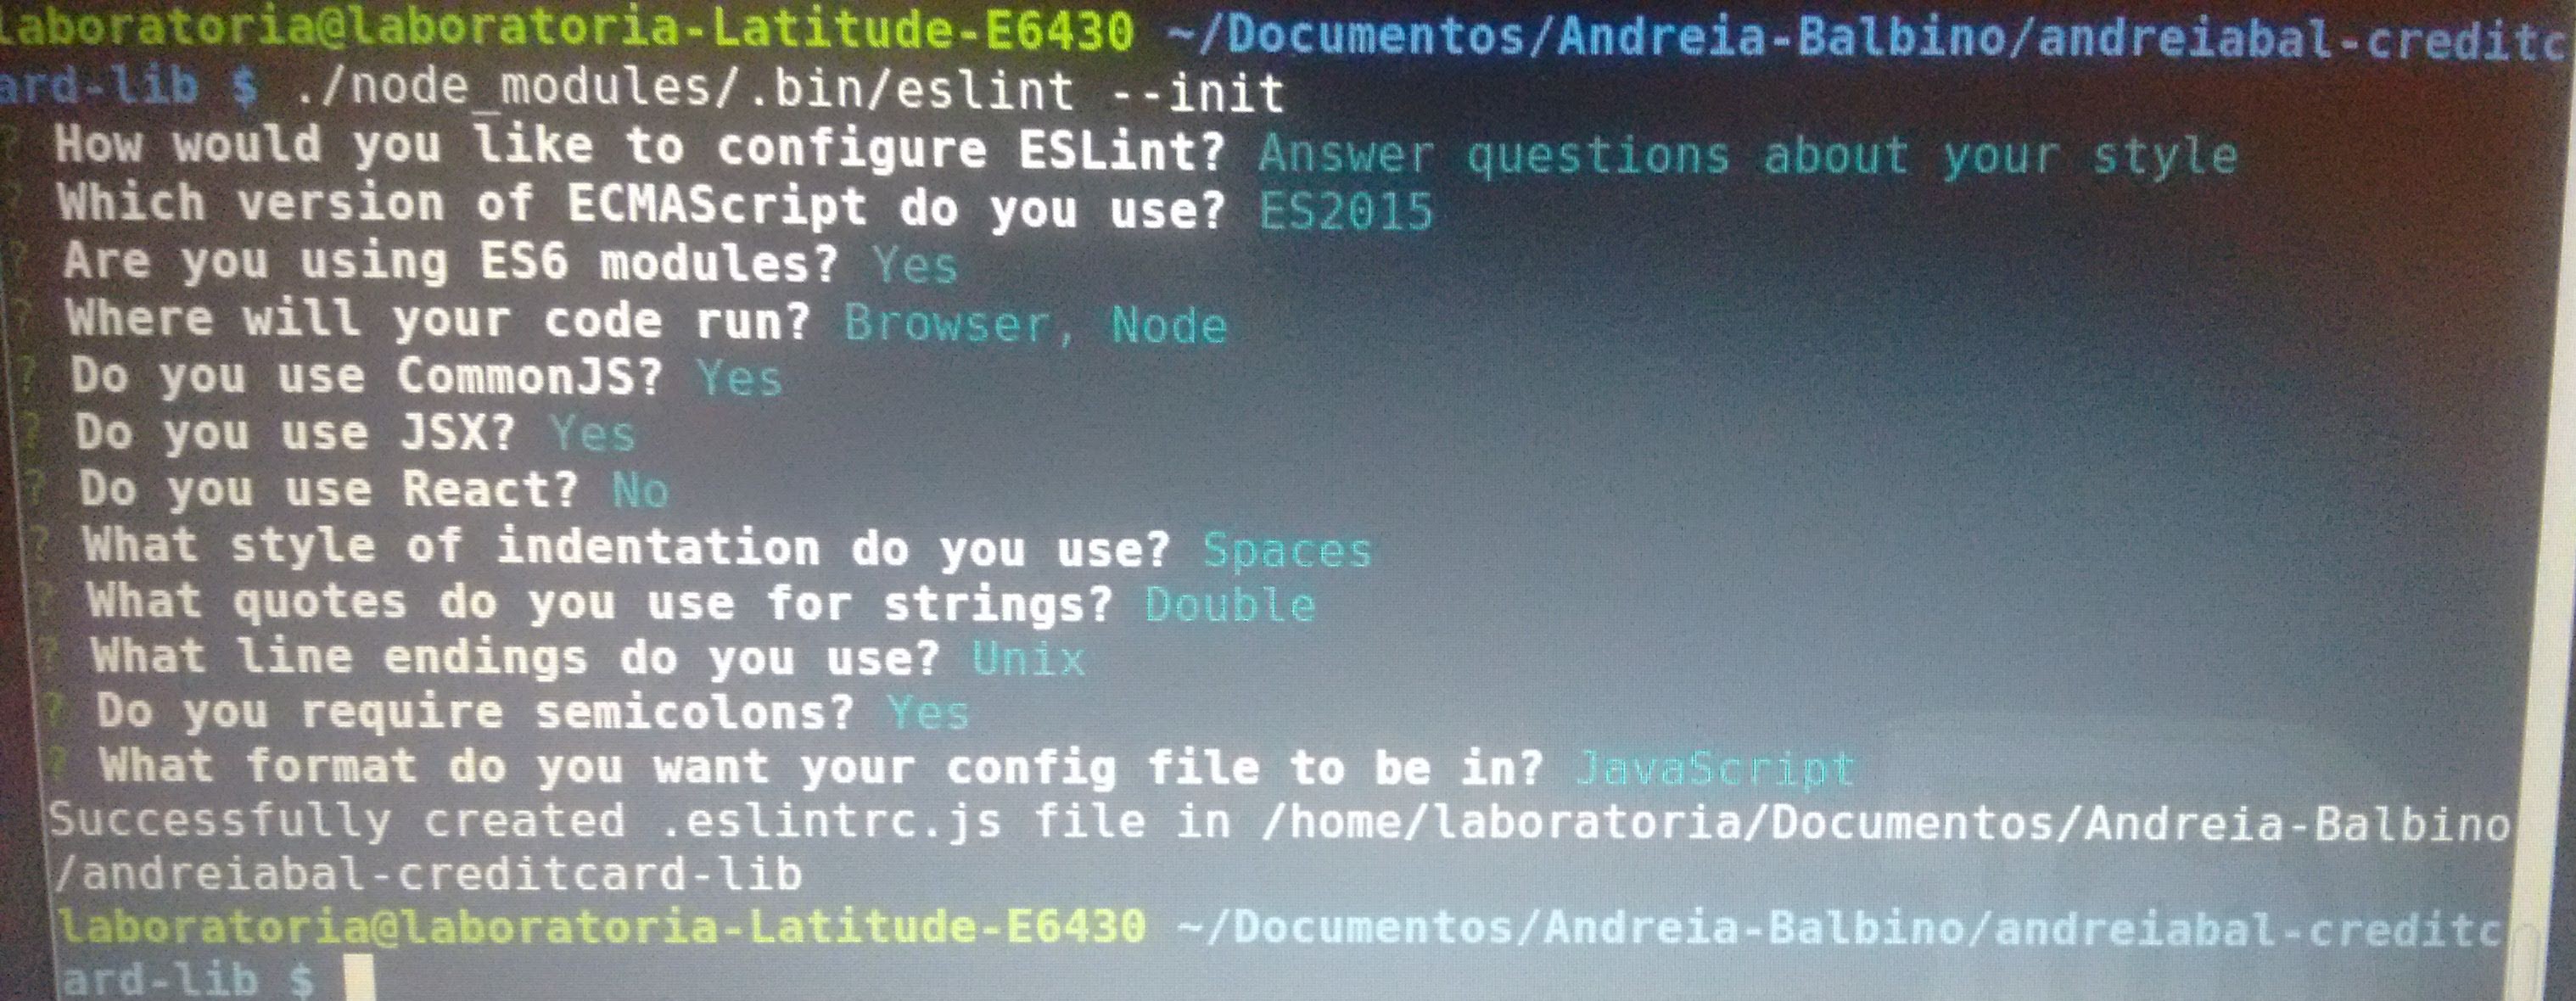 laboratoria@laboratoria-Latitude-E6430 ~/Documentos/Andreia-Balbino/andreiabal-creditc
ard-lib $ ./node_modules/.bin/eslint --init
? How would you like to configure ESLint? Answer questions about your style
? Which version of ECMAScript do you use? ES2015
? Are you using ES6 modules? Yes
? Where will your code run? Browser, Node
? Do you use CommonJS? Yes
? Do you use JSX? Yes
? Do you use React? No
? What style of indentation do you use? Spaces
? What quotes do you use for strings? Double
? What line endings do you use? Unix
? Do you require semicolons? Yes
? What format do you want your config file to be in? JavaScript
Successfully created .eslintrc.js file in /home/laboratoria/Documentos/Andreia-Balbino
/andreiabal-creditcard-lib
laboratoria@laboratoria-Latitude-E6430 ~/Documentos/Andreia-Balbino/andreiabal-creditc
ard-lib $